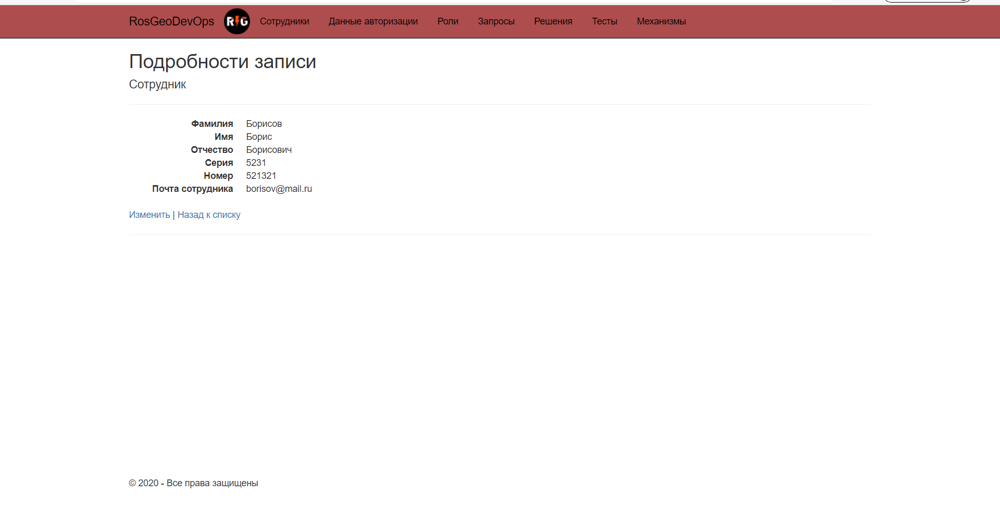 RosGeoDevOps RG Сотрудники Данные авторизации Роли Запросы Решения Тесты Механизмы
Подробности записи
Сотрудник
Фамилия Борисов
Имя Борис
Отчество Борисович
Серия 5231
Номер 521321
Почта сотрудника borisov@mail.ru
Изменить | Назад к списку
© 2020 - Все права защищены